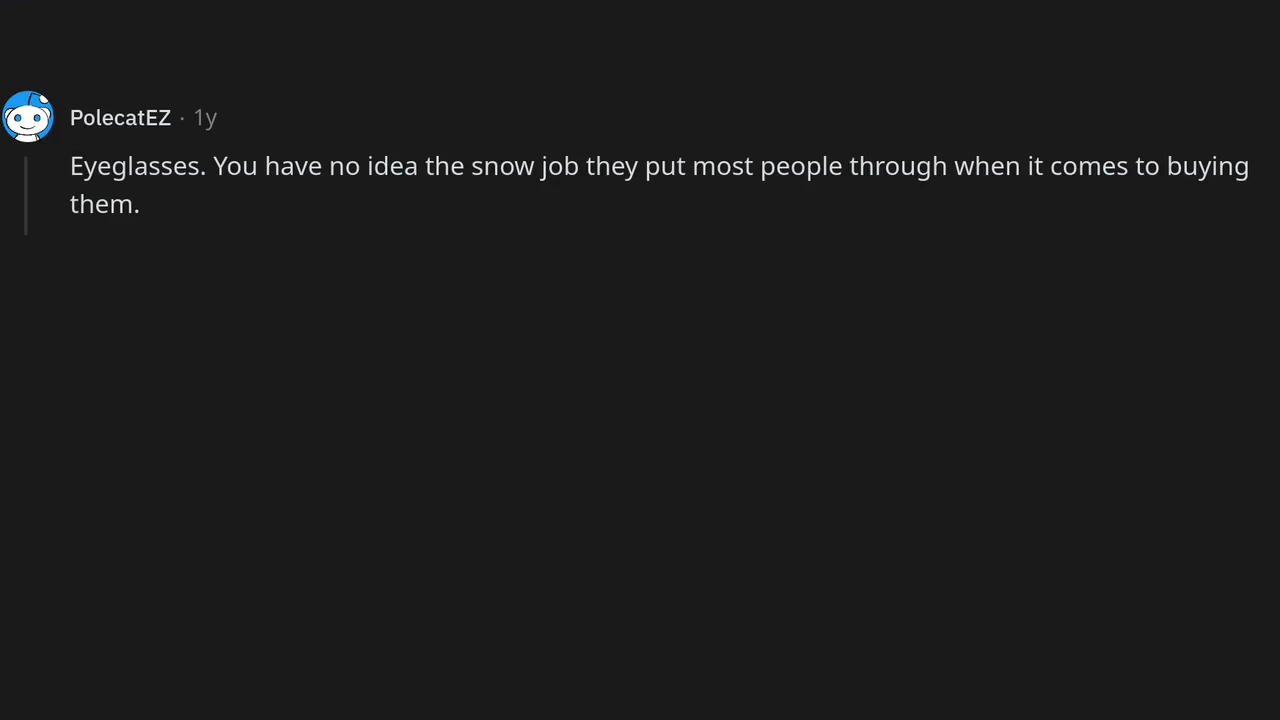 PolecatEZ · 1y
Eyeglasses. You have no idea the snow job they put most people through when it comes to buying
them.